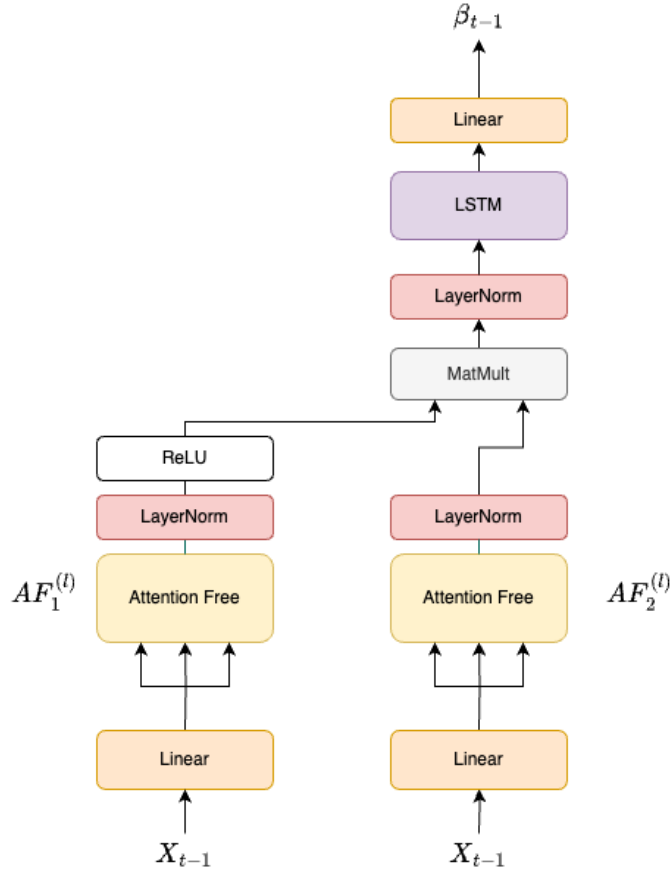 β_{t−1}
Linear
LSTM
LayerNorm
MatMult
ReLU
LayerNorm LayerNorm
AF_1^{(l)} Attention Free Attention Free AF_2^{(l)}
Linear Linear
X_{t−1} X_{t−1}